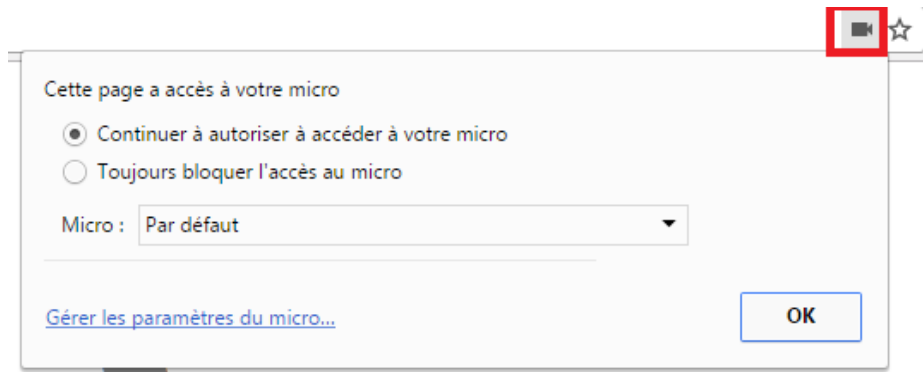 Cette page a accès à votre micro
Continuer à autoriser à accéder à votre micro
Toujours bloquer l'accès au micro
Micro : Par défaut
Gérer les paramètres du micro...
OK